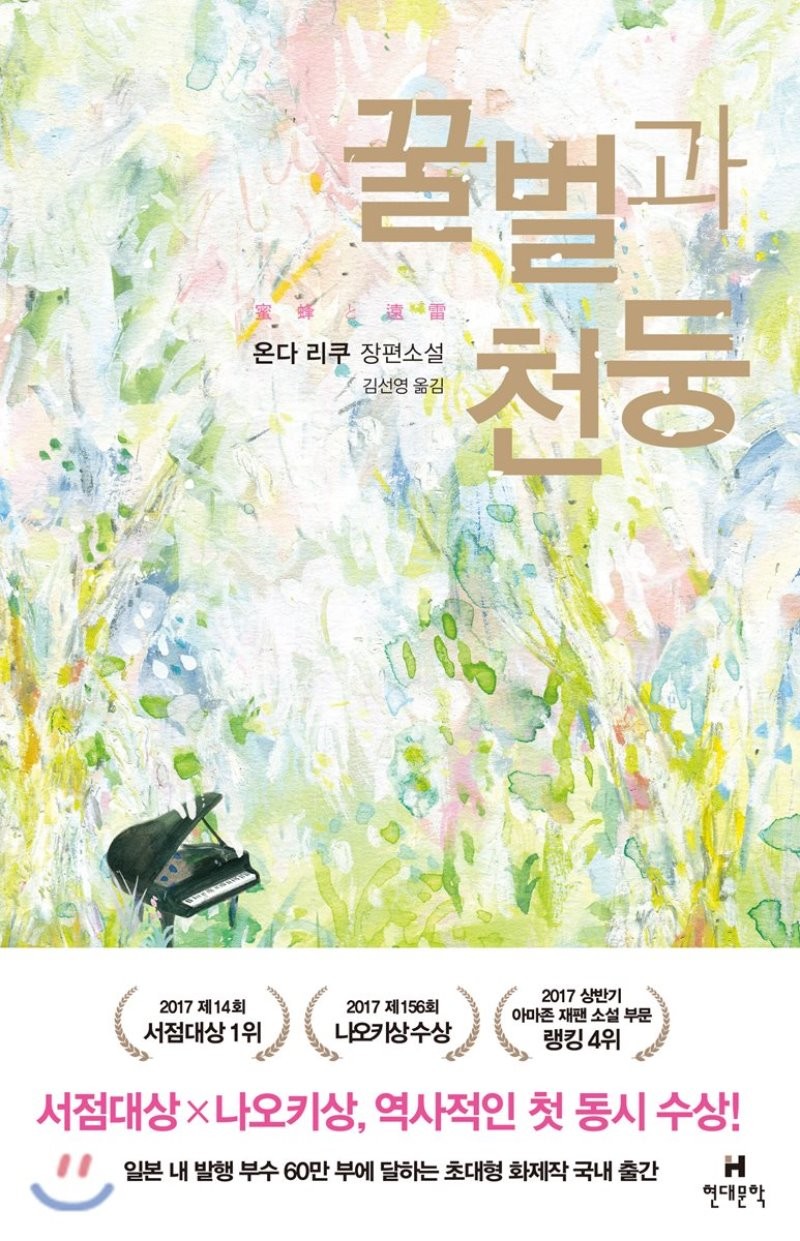 꿀벌과
천둥
蜜蜂と遠雷
온다 리쿠 장편소설
김선영 옮김
2017 제14회
서점대상 1위
2017 제156회
나오키상 수상
2017 상반기
아마존 재팬 소설 부문
랭킹 4위
서점대상×나오키상, 역사적인 첫 동시 수상!
일본 내 발행 부수 60만 부에 달하는 초대형 화제작 국내 출간
현대문학